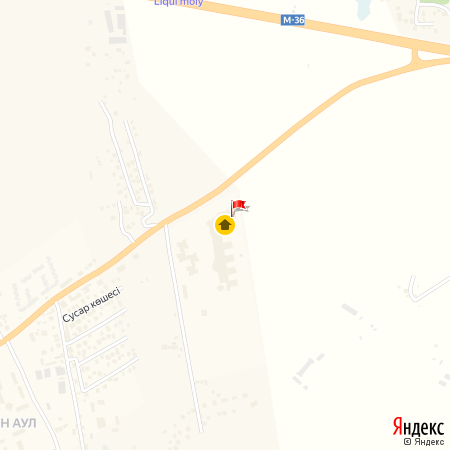 Liqui moly
М-36
Сусар көшесі
Н АУЛ
Яндекс
© Яндекс